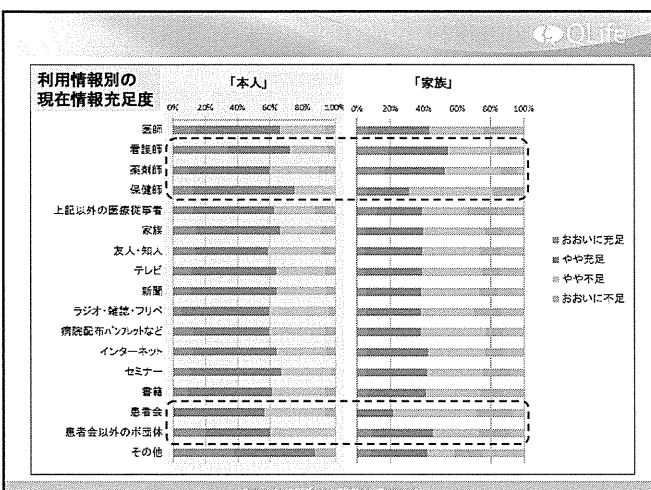 QLife
利用情報別の
現在情報充足度
「本人」
「家族」
0% 20% 40% 60% 80% 100% 0% 20% 40% 60% 80% 100%
医師
看護師
薬剤師
保健師
上記以外の医療従事者
家族
友人・知人
テレビ
新聞
ラジオ・雑誌・フリペ
病院配布パンフレットなど
インターネット
セミナー
書籍
患者会
患者会以外のボ団体
その他
おおいに充足
やや充足
やや不足
おおいに不足